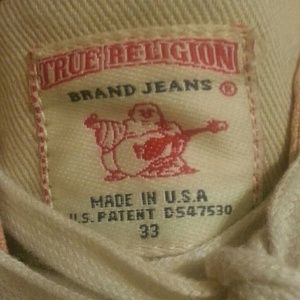 TRUE RELIGION
BRAND JEANS ®
MADE IN U.S.A
U.S. PATENT D547530
33